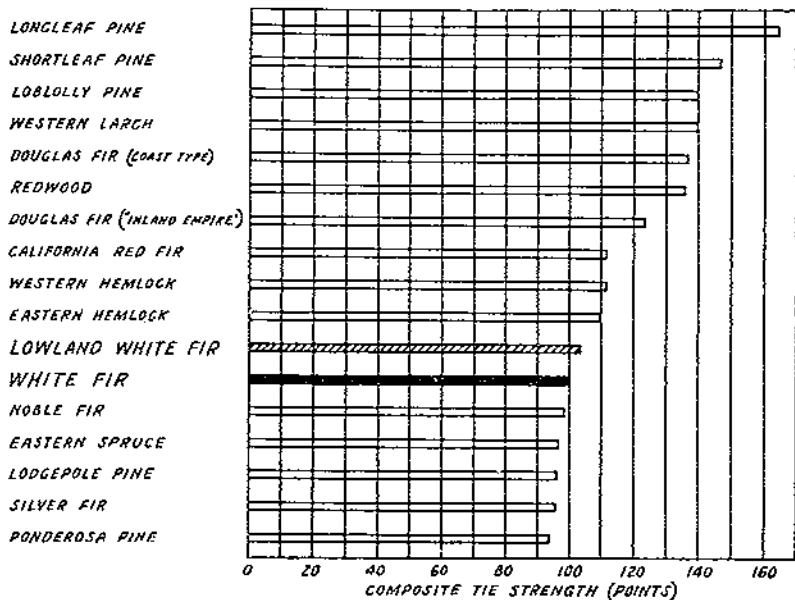 LONGLEAF PINE
SHORTLEAF PINE
LOBLOLLY PINE
WESTERN LARCH
DOUGLAS FIR (COAST TYPE)
REDWOOD
DOUGLAS FIR ("INLAND EMPIRE")
CALIFORNIA RED FIR
WESTERN HEMLOCK
EASTERN HEMLOCK
LOWLAND WHITE FIR
WHITE FIR
NOBLE FIR
EASTERN SPRUCE
LODGEPOLE PINE
SILVER FIR
PONDEROSA PINE
0 20 40 60 80 100 120 140 160
COMPOSITE TIE STRENGTH (POINTS)